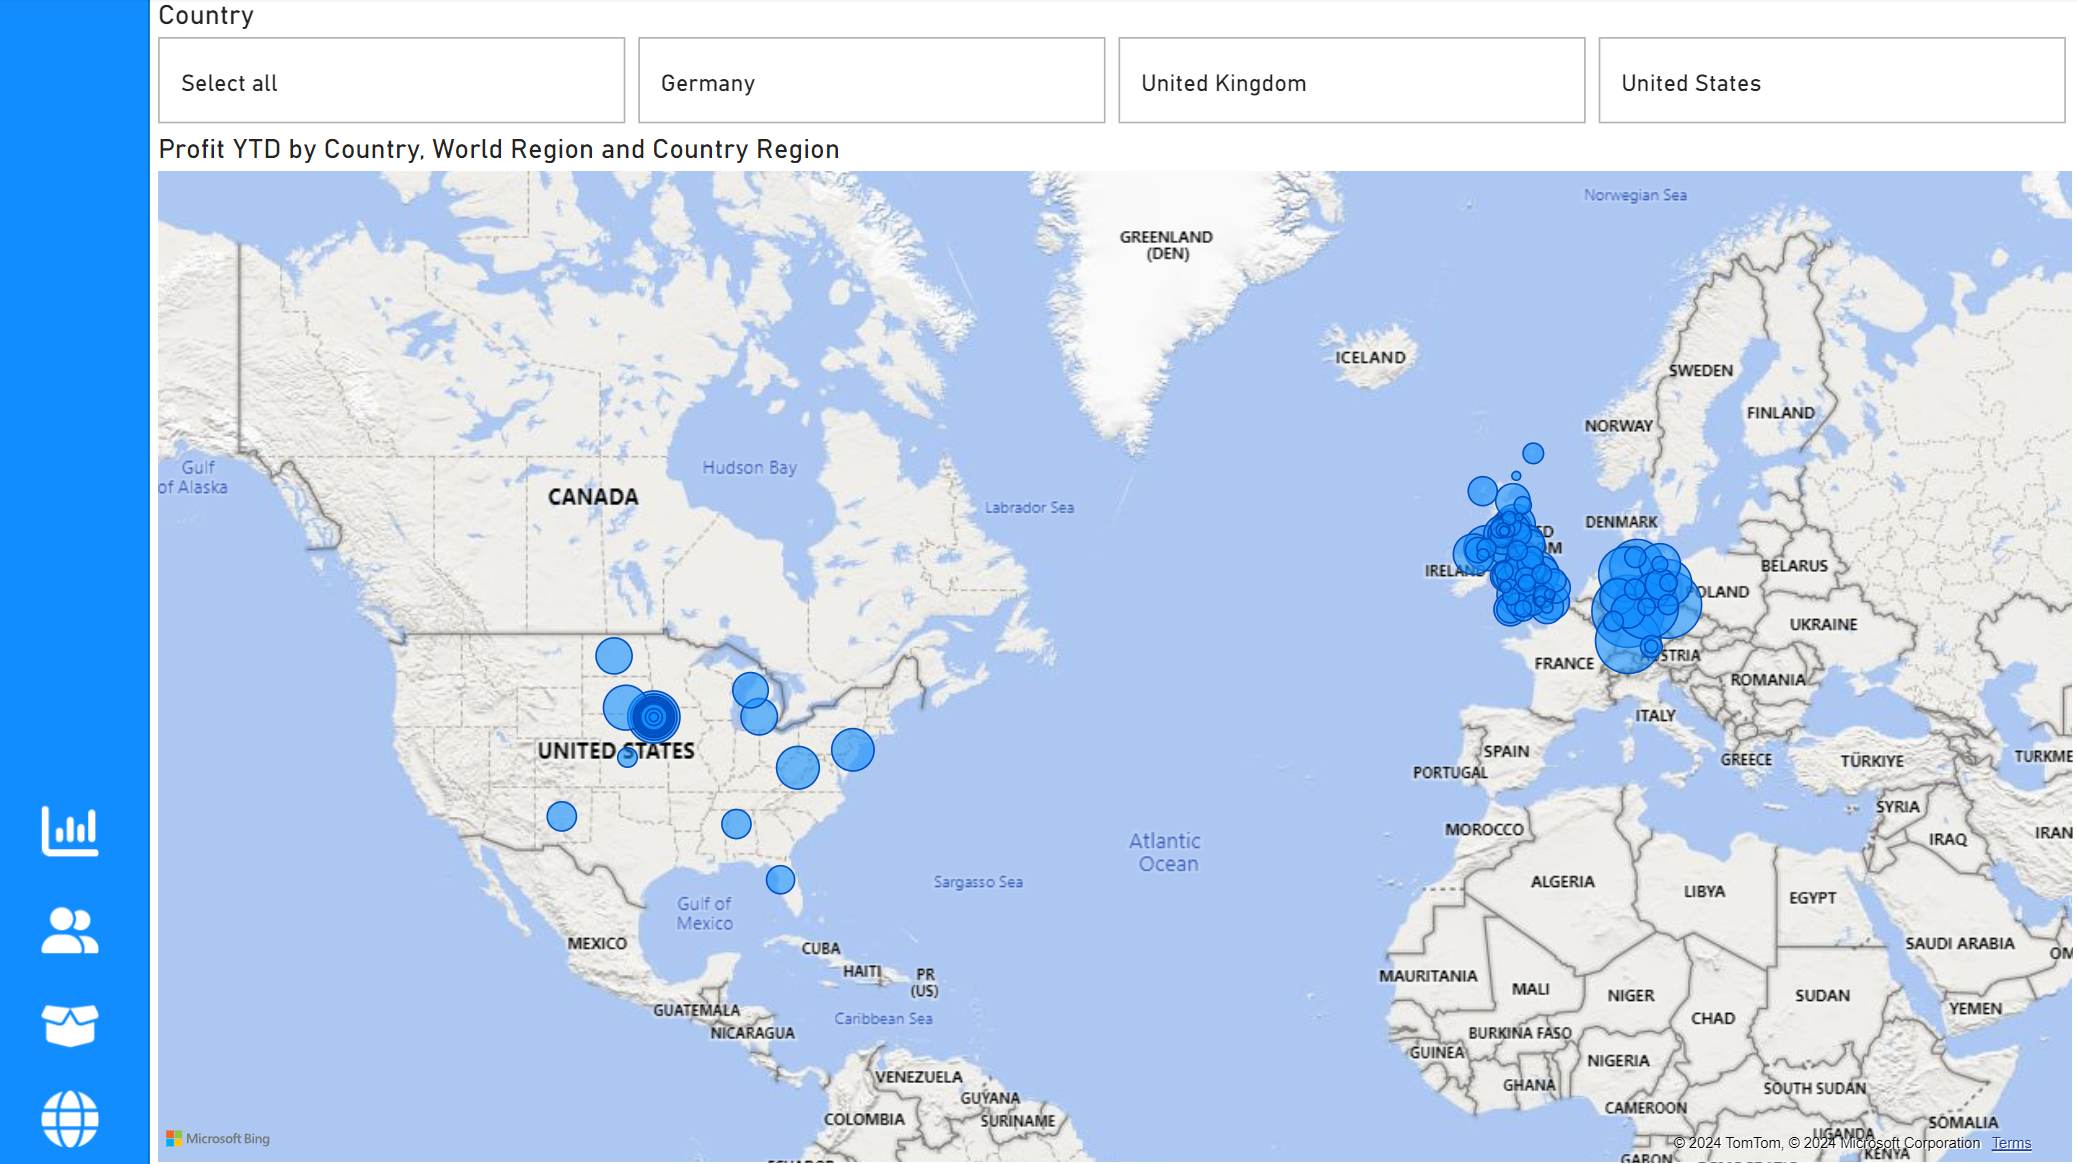 Country
Select all
Germany
United Kingdom
United States
Profit YTD by Country, World Region and Country Region
Norwegian Sea
GREENLAND
(DEN)
ICELAND
SWEDEN
FINLAND
NORWAY
Gulf
of Alaska
Hudson Bay
CANADA
Labrador Sea
DENMARK
D
M
IRELAND
BELARUS
OLAND
UKRAINE
FRANCE
STRIA
ROMANIA
ITALY
UNITED STATES
SPAIN
GREECE
TÜRKIYE
TURKME
PORTUGAL
SYRIA
MOROCCO
IRAQ
IRAN
Atlantic
Ocean
Sargasso Sea
ALGERIA
LIBYA
EGYPT
Gulf of
Mexico
MEXICO
CUBA
SAUDI ARABIA
OM
HAITI
PR
(US)
MAURITANIA
MALI
NIGER
SUDAN
YEMEN
GUATEMALA
Caribbean Sea
CHAD
NICARAGUA
BURKINA FASO
GUINEA
NIGERIA
VENEZUELA
GHANA
SOUTH SUDAN
GUYANA
CAMEROON
COLOMBIA
SURINAME
SOMALIA
UGANDA
Microsoft Bing
© 2024 TomTom, © 2024 Microsoft Corporation Terms
KENYA
GABON